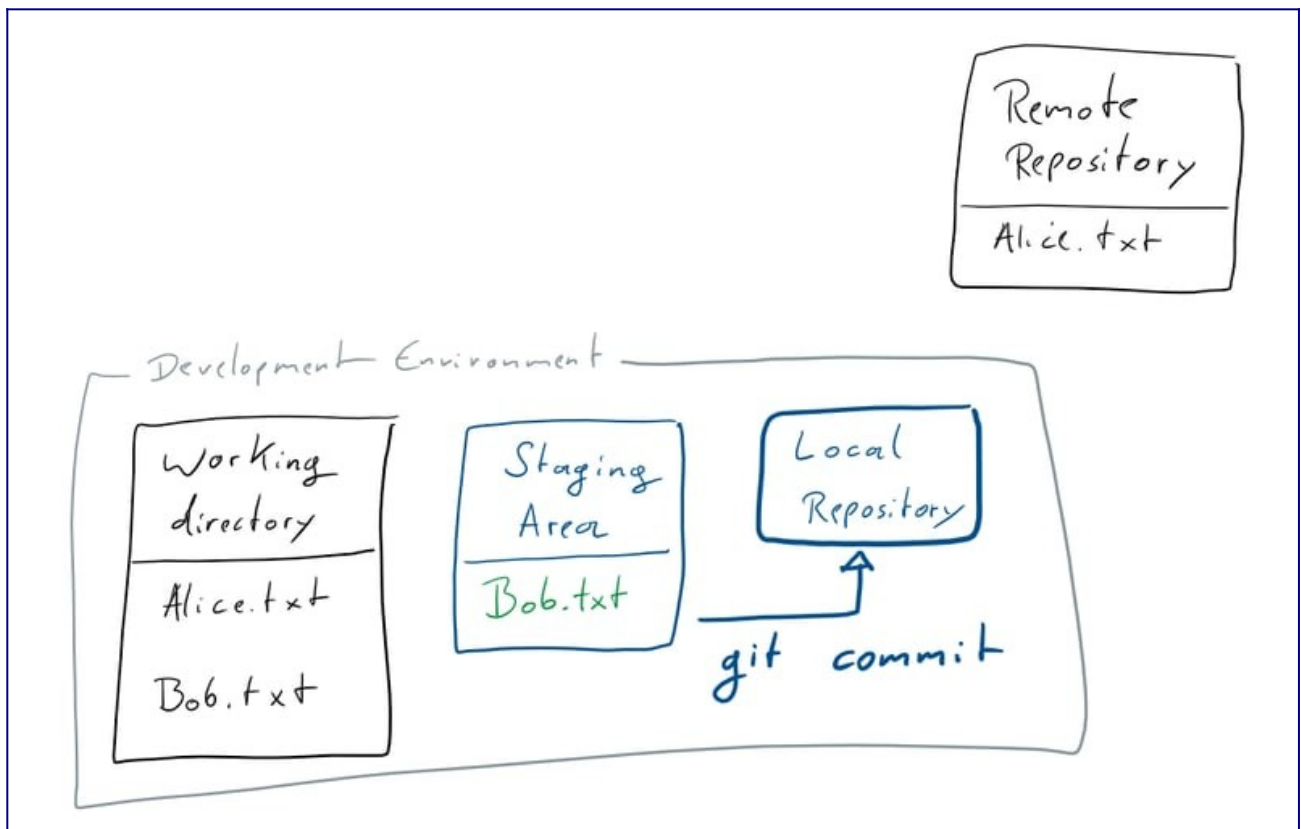 Remote
Repository
Alice.txt
Development Environment
Working
directory
Alice.txt
Bob.txt
Staging
Area
Bob.txt
Local
Repository
git commit